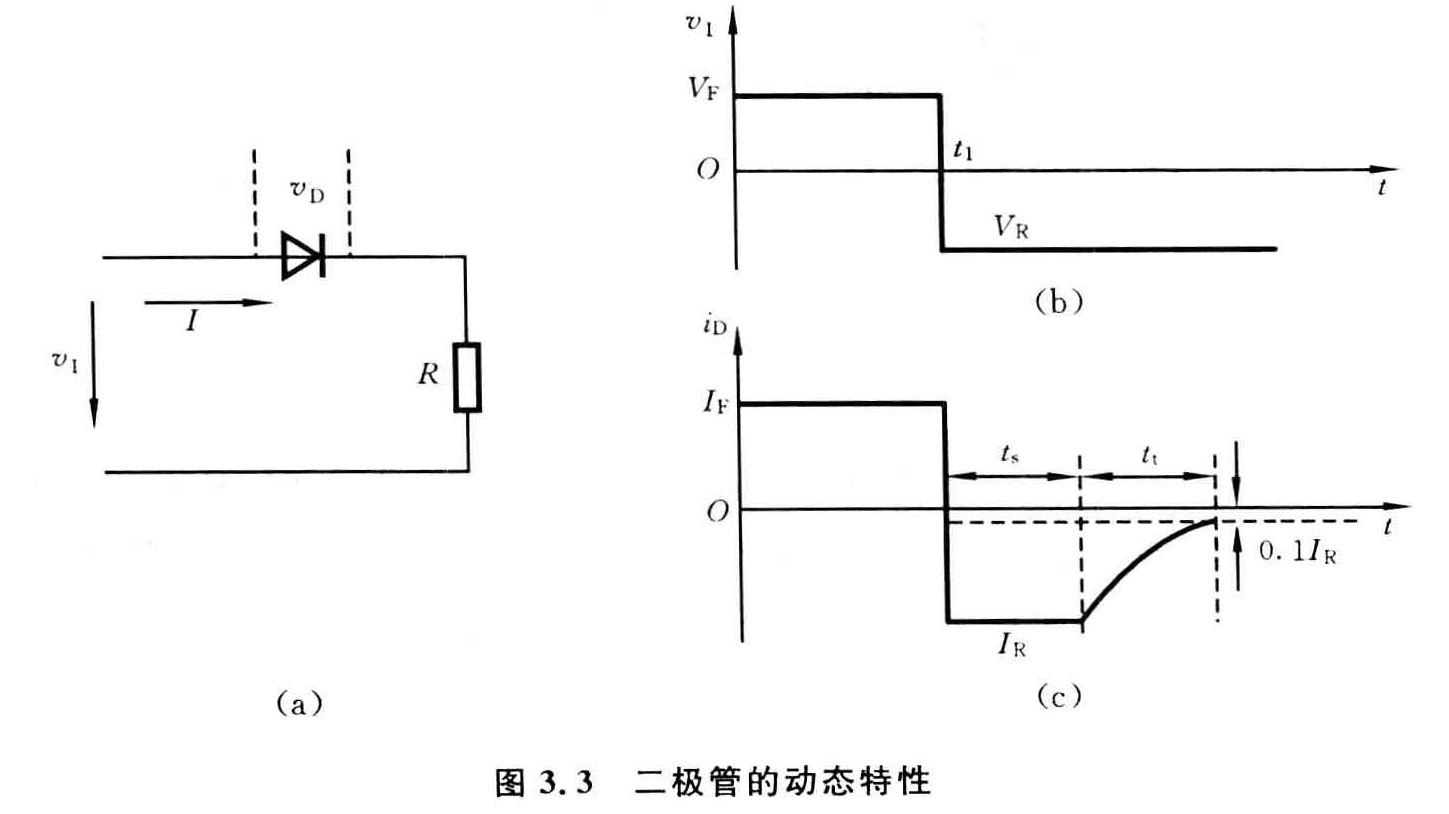 v_D
I
v_I
R
(a)
v_I
V_F
O
t_1
t
V_R
(b)
i_D
I_F
t_s
t_t
O
t
0.1I_R
I_R
(c)
图 3.3 二极管的动态特性